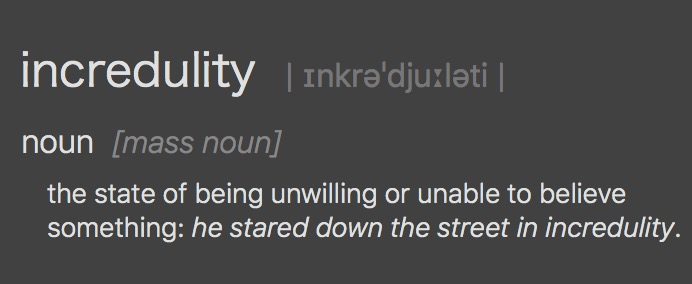 incredulity | ɪnkrəˈdjuːləti |
noun [mass noun]
the state of being unwilling or unable to believe
something: he stared down the street in incredulity.